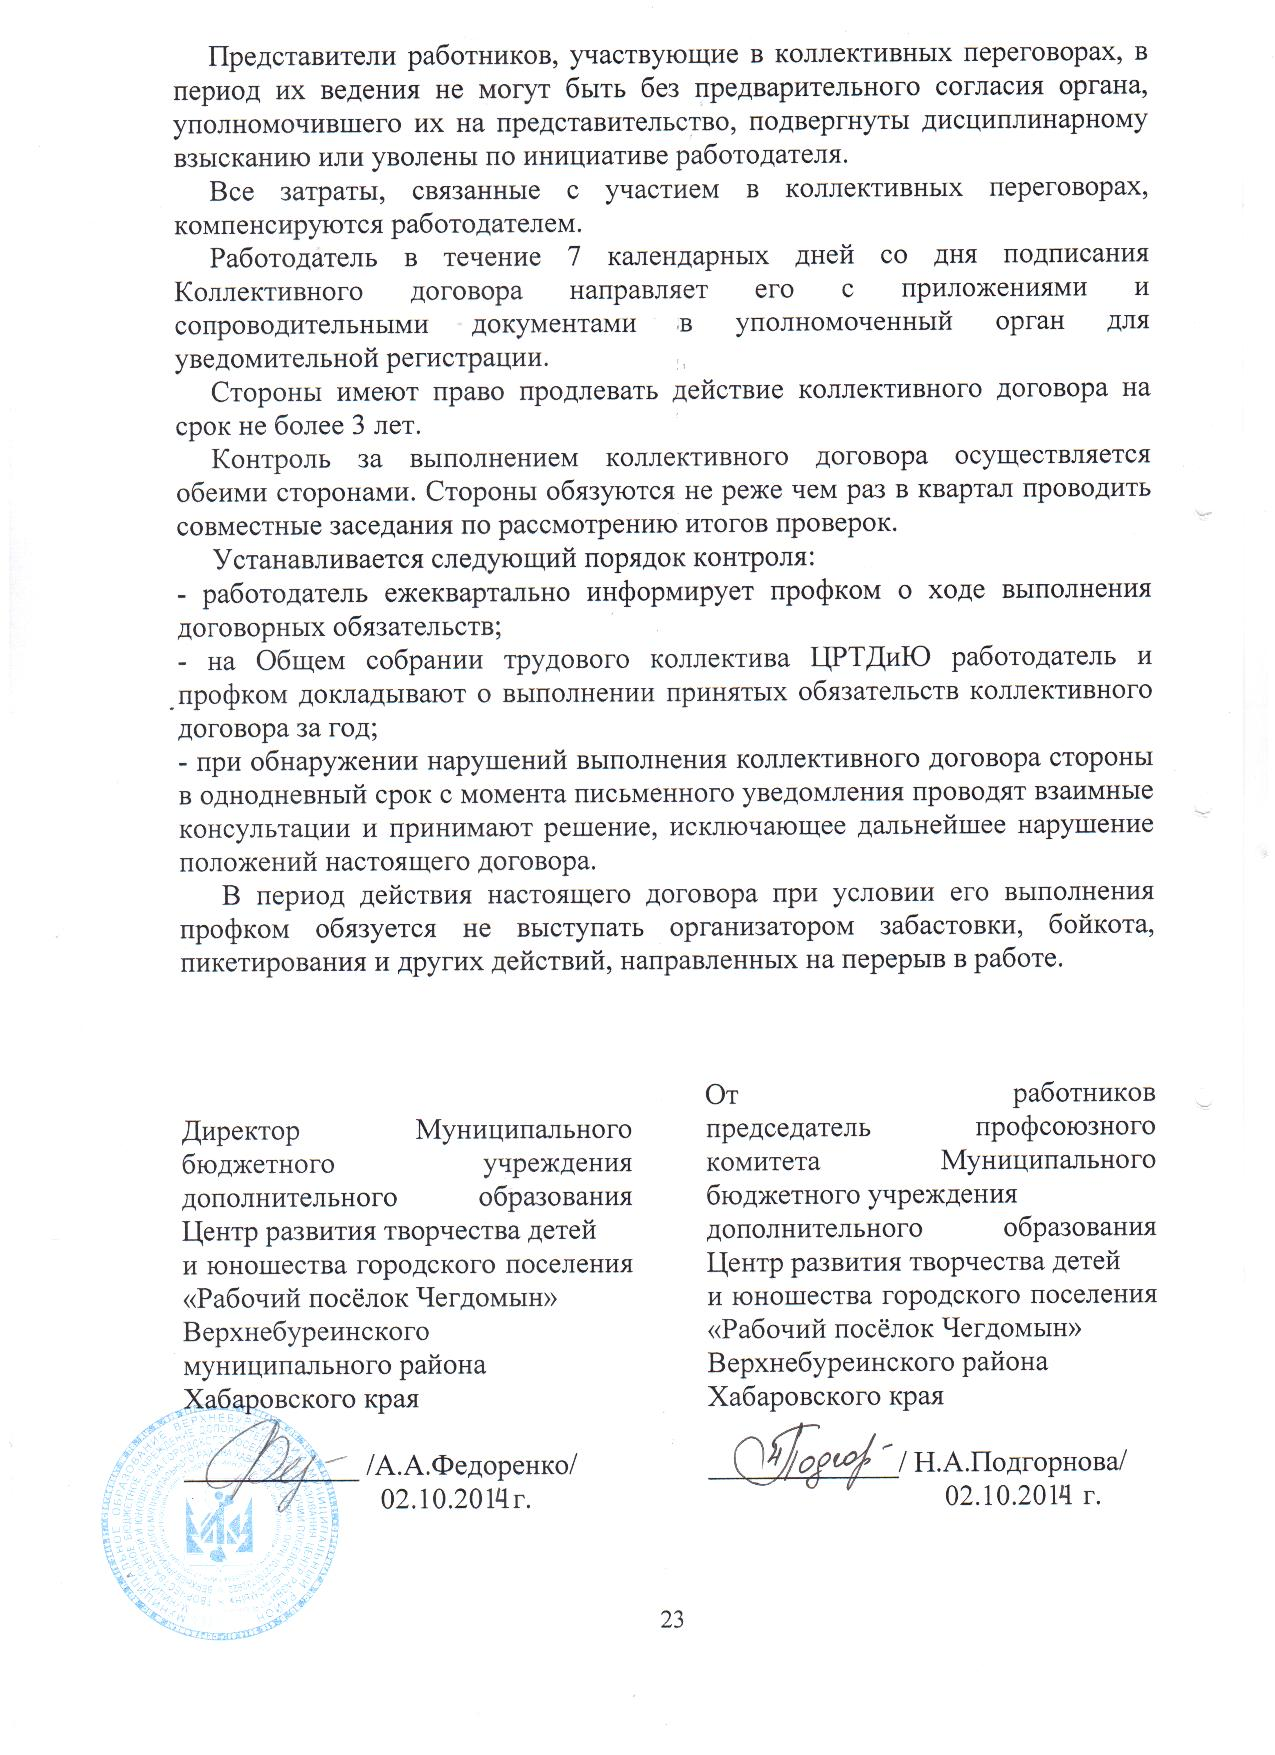 Представители работников, участвующие в коллективных переговорах, в
период их ведения не могут быть без предварительного согласия органа,
уполномочившего их на представительство, подвергнуты дисциплинарному
взысканию или уволены по инициативе работодателя.
Все затраты, связанные с участием в коллективных переговорах,
компенсируются работодателем.
Работодатель в течение 7 календарных дней со дня подписания
Коллективного договора направляет его с приложениями и
сопроводительными документами в уполномоченный орган для
уведомительной регистрации.
Стороны имеют право продлевать действие коллективного договора на
срок не более 3 лет.
Контроль за выполнением коллективного договора осуществляется
обеими сторонами. Стороны обязуются не реже чем раз в квартал проводить
совместные заседания по рассмотрению итогов проверок.
Устанавливается следующий порядок контроля:
- работодатель ежеквартально информирует профком о ходе выполнения
договорных обязательств;
- на Общем собрании трудового коллектива ЦРТДиЮ работодатель и
профком докладывают о выполнении принятых обязательств коллективного
договора за год;
- при обнаружении нарушений выполнения коллективного договора стороны
в однодневный срок с момента письменного уведомления проводят взаимные
консультации и принимают решение, исключающее дальнейшее нарушение
положений настоящего договора.
В период действия настоящего договора при условии его выполнения
профком обязуется не выступать организатором забастовки, бойкота,
пикетирования и других действий, направленных на перерыв в работе.
Директор Муниципального
бюджетного учреждения
дополнительного образования
Центр развития творчества детей
и юношества городского поселения
«Рабочий посёлок Чегдомын»
Верхнебуреинского
муниципального района
Хабаровского края
/А.А.Федоренко/
02.10.2014 г.
От работников
председатель профсоюзного
комитета Муниципального
бюджетного учреждения
дополнительного образования
Центр развития творчества детей
и юношества городского поселения
«Рабочий посёлок Чегдомын»
Верхнебуреинского района
Хабаровского края
/ Н.А.Подгорнова/
02.10.2014 г.
23